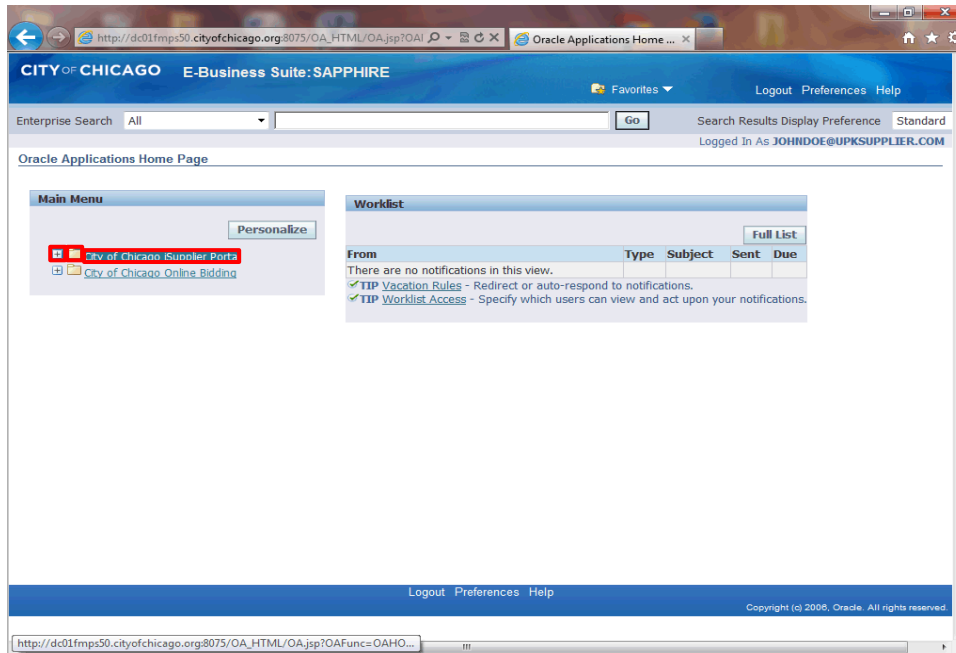 http://dc01fmps50.cityofchicago.org:8075/OA_HTML/OA.jsp?OAI
Oracle Applications Home ...
CITY OF CHICAGO E-Business Suite: SAPPHIRE
Favorites
Logout Preferences Help
Enterprise Search All Go Search Results Display Preference Standard
Logged In As JOHNDOE@UPKSUPPLIER.COM
Oracle Applications Home Page
Main Menu
Personalize
City of Chicago iSupplier Porta
City of Chicago Online Bidding
Worklist
Full List
From Type Subject Sent Due
There are no notifications in this view.
TIP Vacation Rules - Redirect or auto-respond to notifications.
TIP Worklist Access - Specify which users can view and act upon your notifications.
Logout Preferences Help
Copyright (c) 2006, Oracle. All rights reserved.
http://dc01fmps50.cityofchicago.org:8075/OA_HTML/OA.jsp?OAFunc=OAHO...